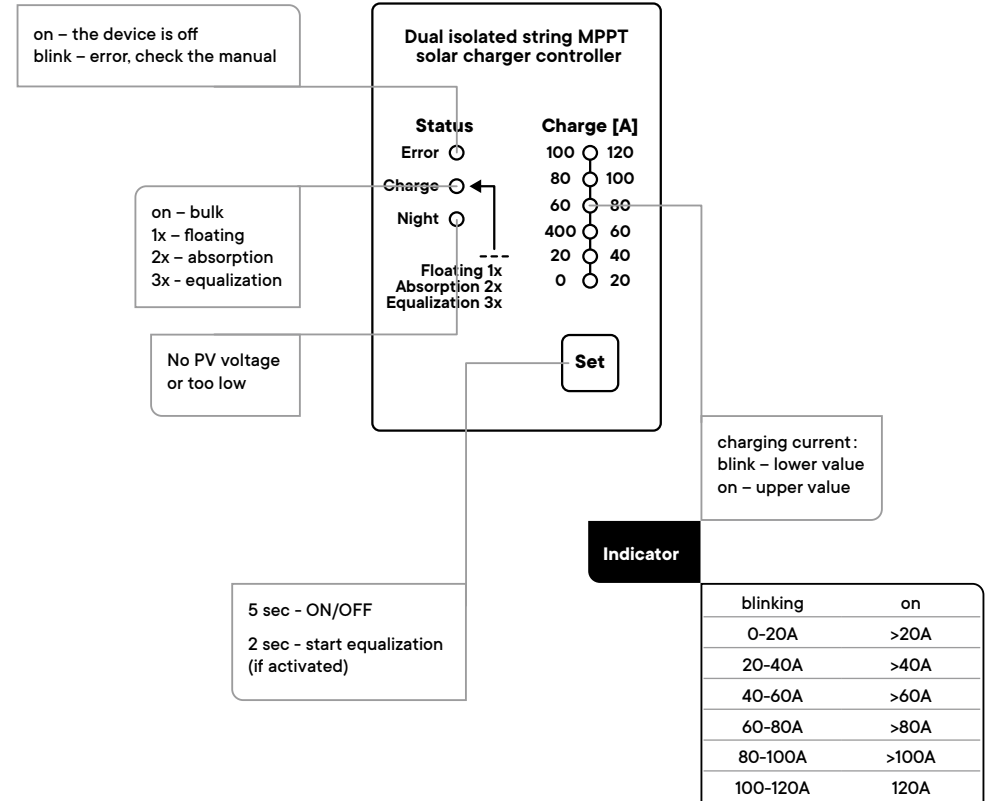 on – the device is off
blink – error, check the manual
Dual isolated string MPPT
solar charger controller
Status
Error
Charge
Night
Floating 1x
Absorption 2x
Equalization 3x
Charge [A]
100 120
80 100
60 80
400 60
20 40
0 20
Set
on – bulk
1x – floating
2x – absorption
3x - equalization
No PV voltage
or too low
charging current:
blink – lower value
on – upper value
Indicator
5 sec - ON/OFF
2 sec - start equalization
(if activated)
blinking on
0-20A >20A
20-40A >40A
40-60A >60A
60-80A >80A
80-100A >100A
100-120A 120A